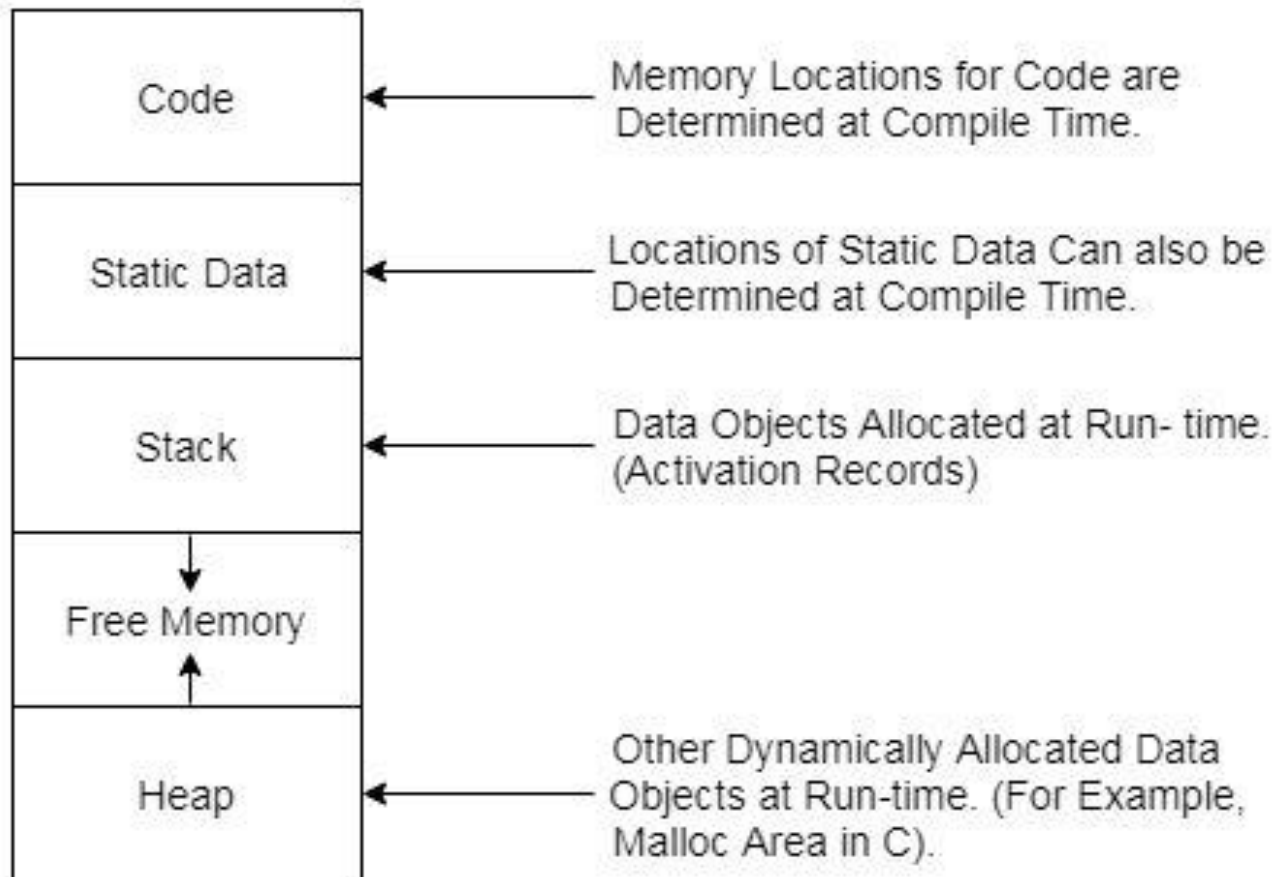 Code
Memory Locations for Code are
Determined at Compile Time.
Static Data
Locations of Static Data Can also be
Determined at Compile Time.
Stack
Data Objects Allocated at Run- time.
(Activation Records)
Free Memory
Heap
Other Dynamically Allocated Data
Objects at Run-time. (For Example,
Malloc Area in C).